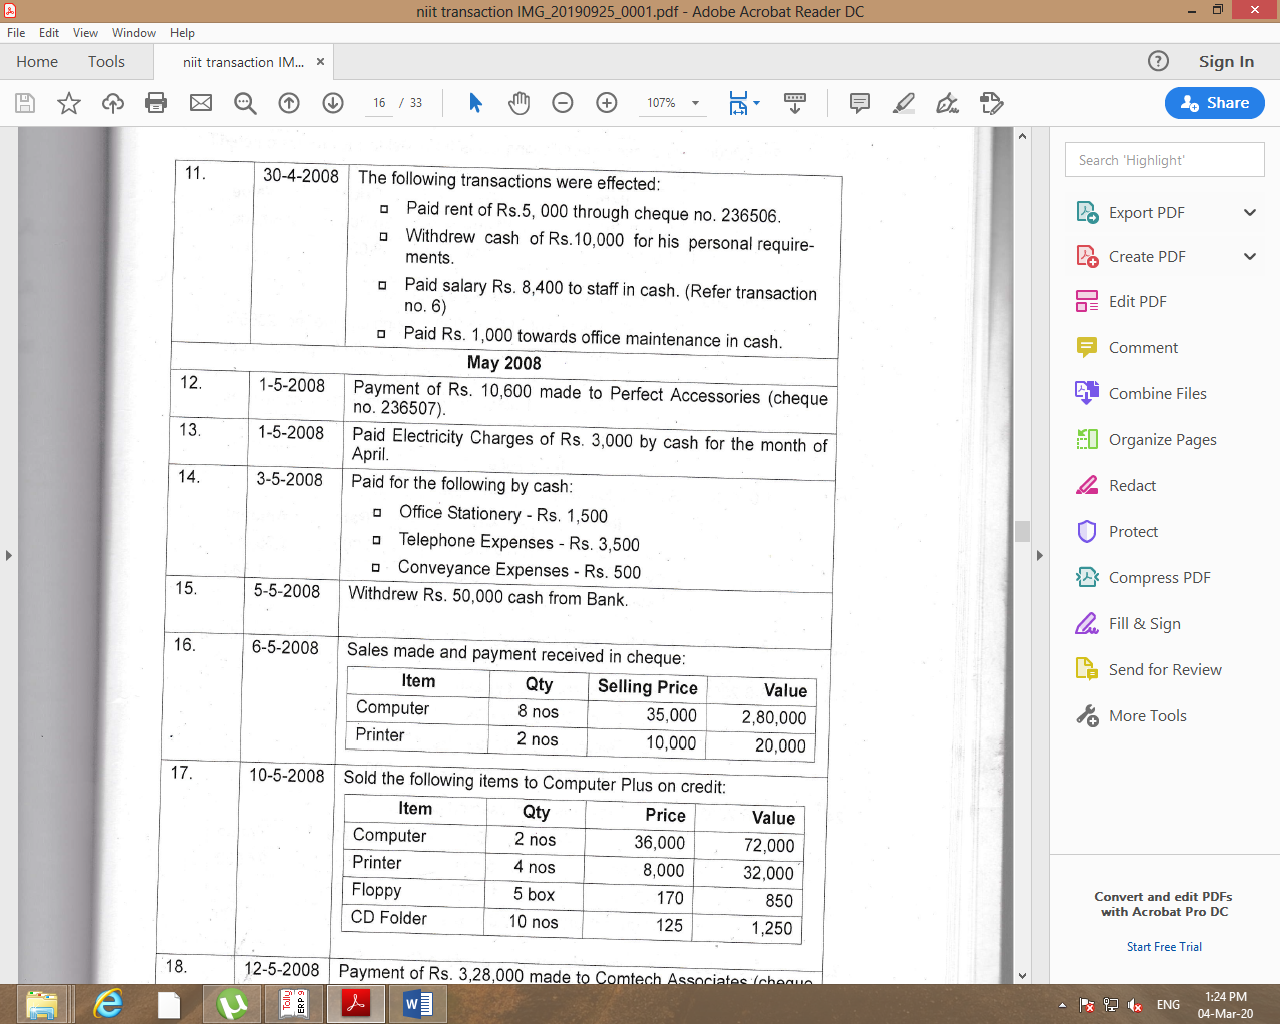 niit transaction IMG_20190925_0001.pdf - Adobe Acrobat Reader DC
File Edit View Window Help
Home Tools niit transaction IM... × Sign In
16 / 33 107% Share
11. 30-4-2008 The following transactions were effected:
Paid rent of Rs.5, 000 through cheque no. 236506.
Withdrew cash of Rs.10,000 for his personal require-
ments.
Paid salary Rs. 8,400 to staff in cash. (Refer transaction
no. 6)
Paid Rs. 1,000 towards office maintenance in cash.
May 2008
12. 1-5-2008 Payment of Rs. 10,600 made to Perfect Accessories (cheque
no. 236507).
13. 1-5-2008 Paid Electricity Charges of Rs. 3,000 by cash for the month of
April.
14. 3-5-2008 Paid for the following by cash:
Office Stationery - Rs. 1,500
Telephone Expenses - Rs. 3,500
Conveyance Expenses - Rs. 500
15. 5-5-2008 Withdrew Rs. 50,000 cash from Bank.
16. 6-5-2008 Sales made and payment received in cheque:
Item Qty Selling Price Value
Computer 8 nos 35,000 2,80,000
Printer 2 nos 10,000 20,000
17. 10-5-2008 Sold the following items to Computer Plus on credit:
Item Qty Price Value
Computer 2 nos 36,000 72,000
Printer 4 nos 8,000 32,000
Floppy 5 box 170 850
CD Folder 10 nos 125 1,250
18. 12-5-2008 Payment of Rs. 3,28,000 made to Comtech Associates (cheque
Search 'Highlight'
Export PDF
Create PDF
Edit PDF
Comment
Combine Files
Organize Pages
Redact
Protect
Compress PDF
Fill & Sign
Send for Review
More Tools
Convert and edit PDFs
with Acrobat Pro DC
Start Free Trial
Tally
ERP 9
ENG 1:24 PM
04-Mar-20